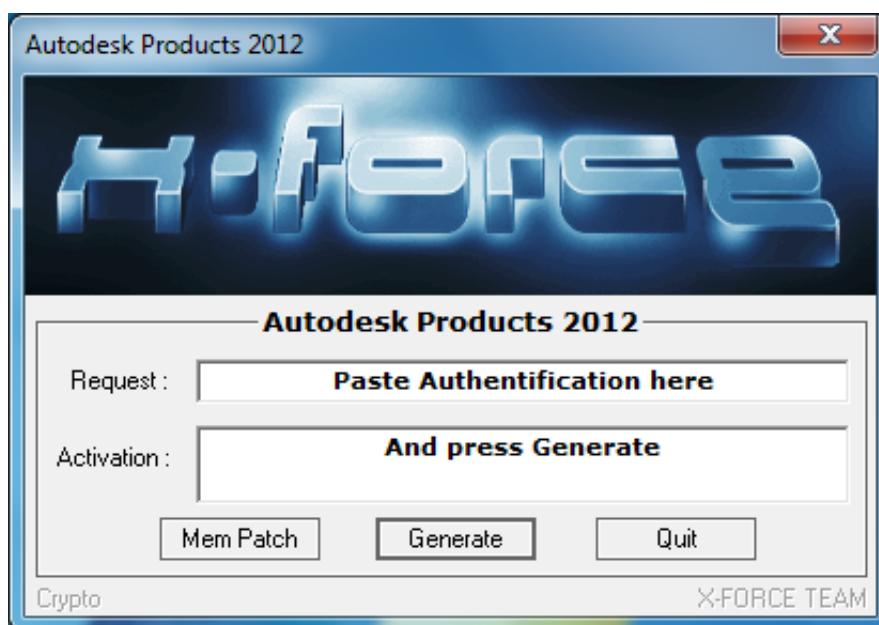 Autodesk Products 2012
x-force
Autodesk Products 2012
Request :
Paste Authentification here
Activation :
And press Generate
Mem Patch Generate Quit
Crypto X-FORCE TEAM